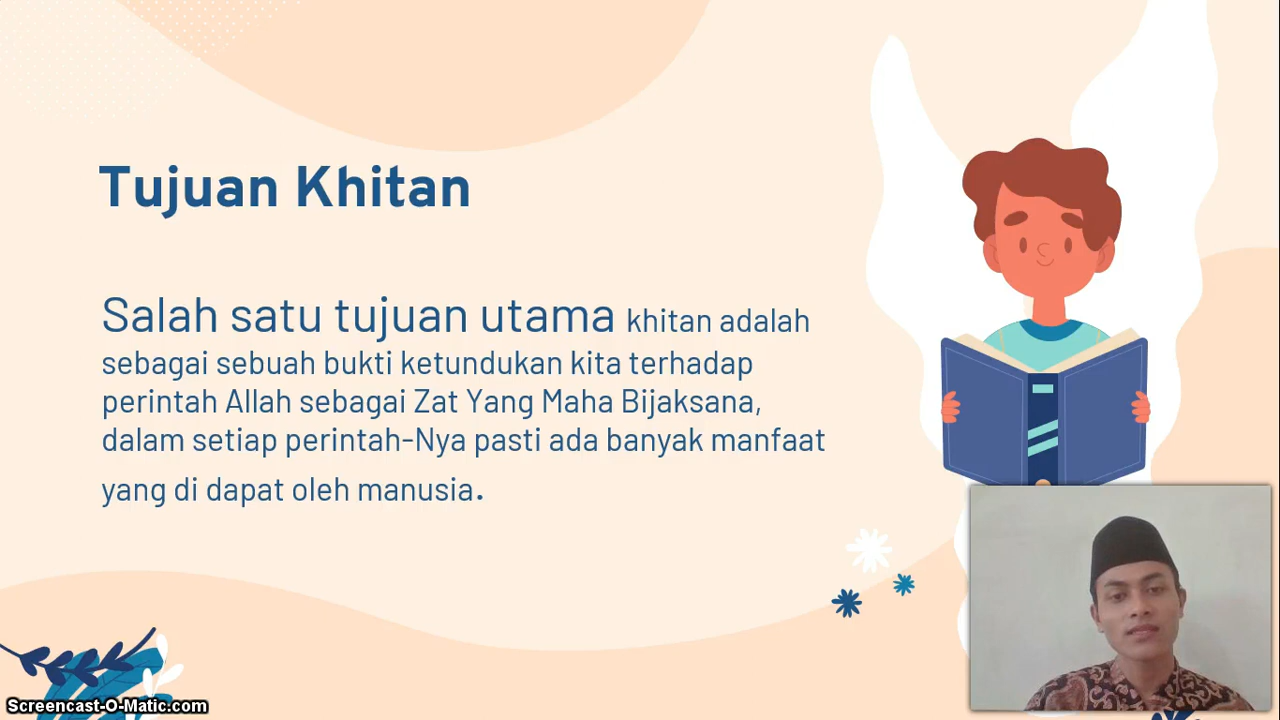 Tujuan Khitan
Salah satu tujuan utama khitan adalah
sebagai sebuah bukti ketundukan kita terhadap
perintah Allah sebagai Zat Yang Maha Bijaksana,
dalam setiap perintah-Nya pasti ada banyak manfaat
yang di dapat oleh manusia.
Screencast-O-Matic.com